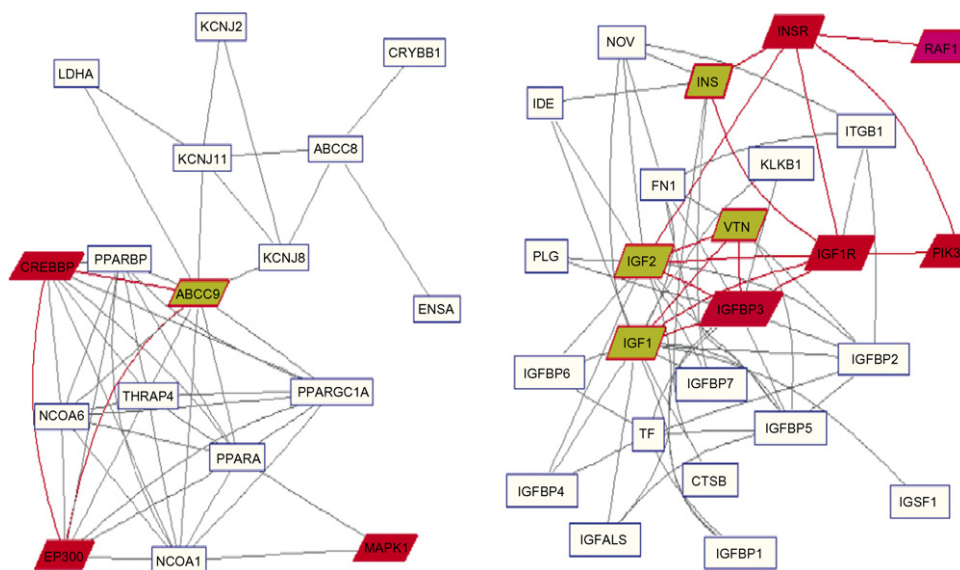 KCNJ2
CRYBB1
LDHA
KCNJ11
ABCC8
CREBBP
PPARBP
KCNJ8
ABCC9
ENSA
THRAP4
PPARGC1A
NCOA6
PPARA
EP300
NCOA1
MAPK1
INSR
NOV
RAF1
INS
IDE
ITGB1
KLKB1
FN1
VTN
PLG
IGF2
IGF1R
PIK3
IGFBP3
IGF1
IGFBP6
IGFBP7
IGFBP2
TF
IGFBP5
IGFBP4
CTSB
IGSF1
IGFALS
IGFBP1